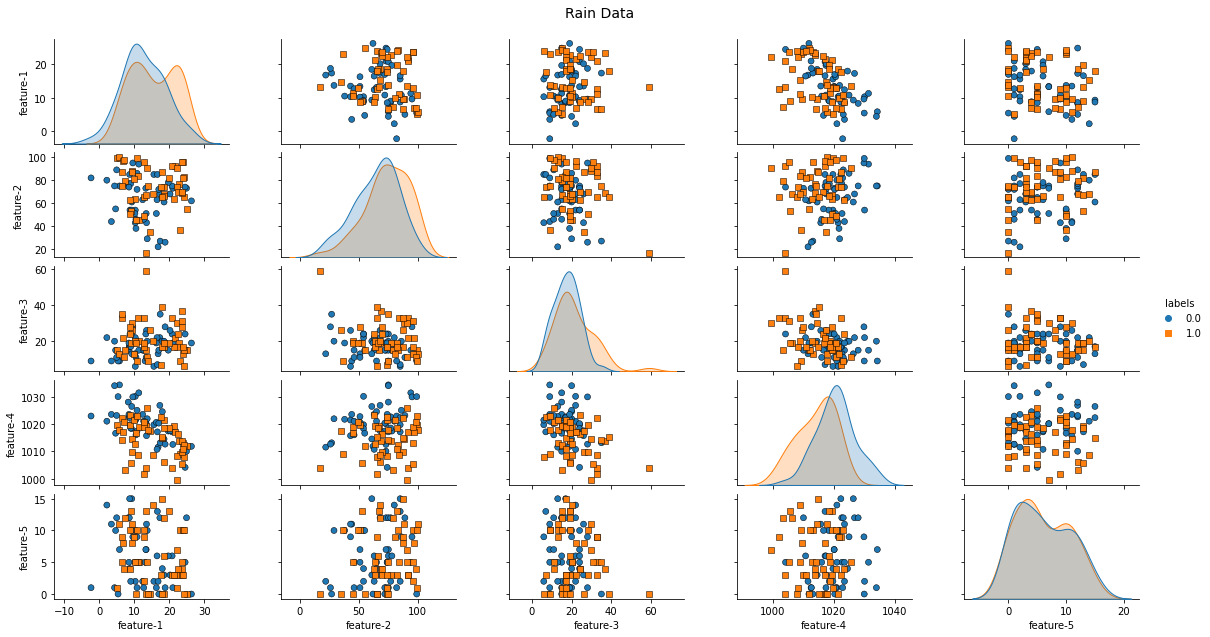 Rain Data
feature-1
20
10
0
feature-2
100
80
60
40
20
feature-3
60
40
20
labels
0.0
1.0
feature-4
1030
1020
1010
1000
feature-5
15
10
5
0
−10 0 10 20 30
0 50 100
0 20 40 60
1000 1020 1040
0 10 20
feature-1 feature-2 feature-3 feature-4 feature-5